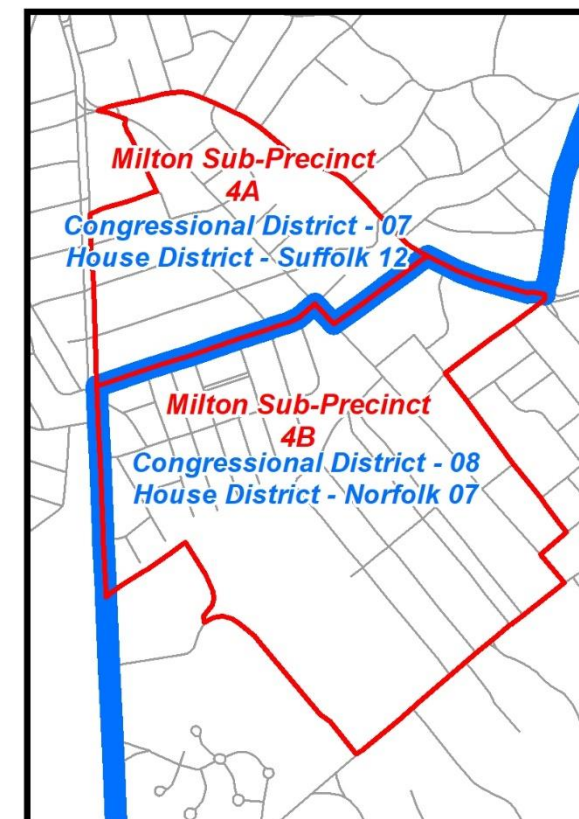 Milton Sub-Precinct
4A
Congressional District - 07
House District - Suffolk 12
Milton Sub-Precinct
4B
Congressional District - 08
House District - Norfolk 07